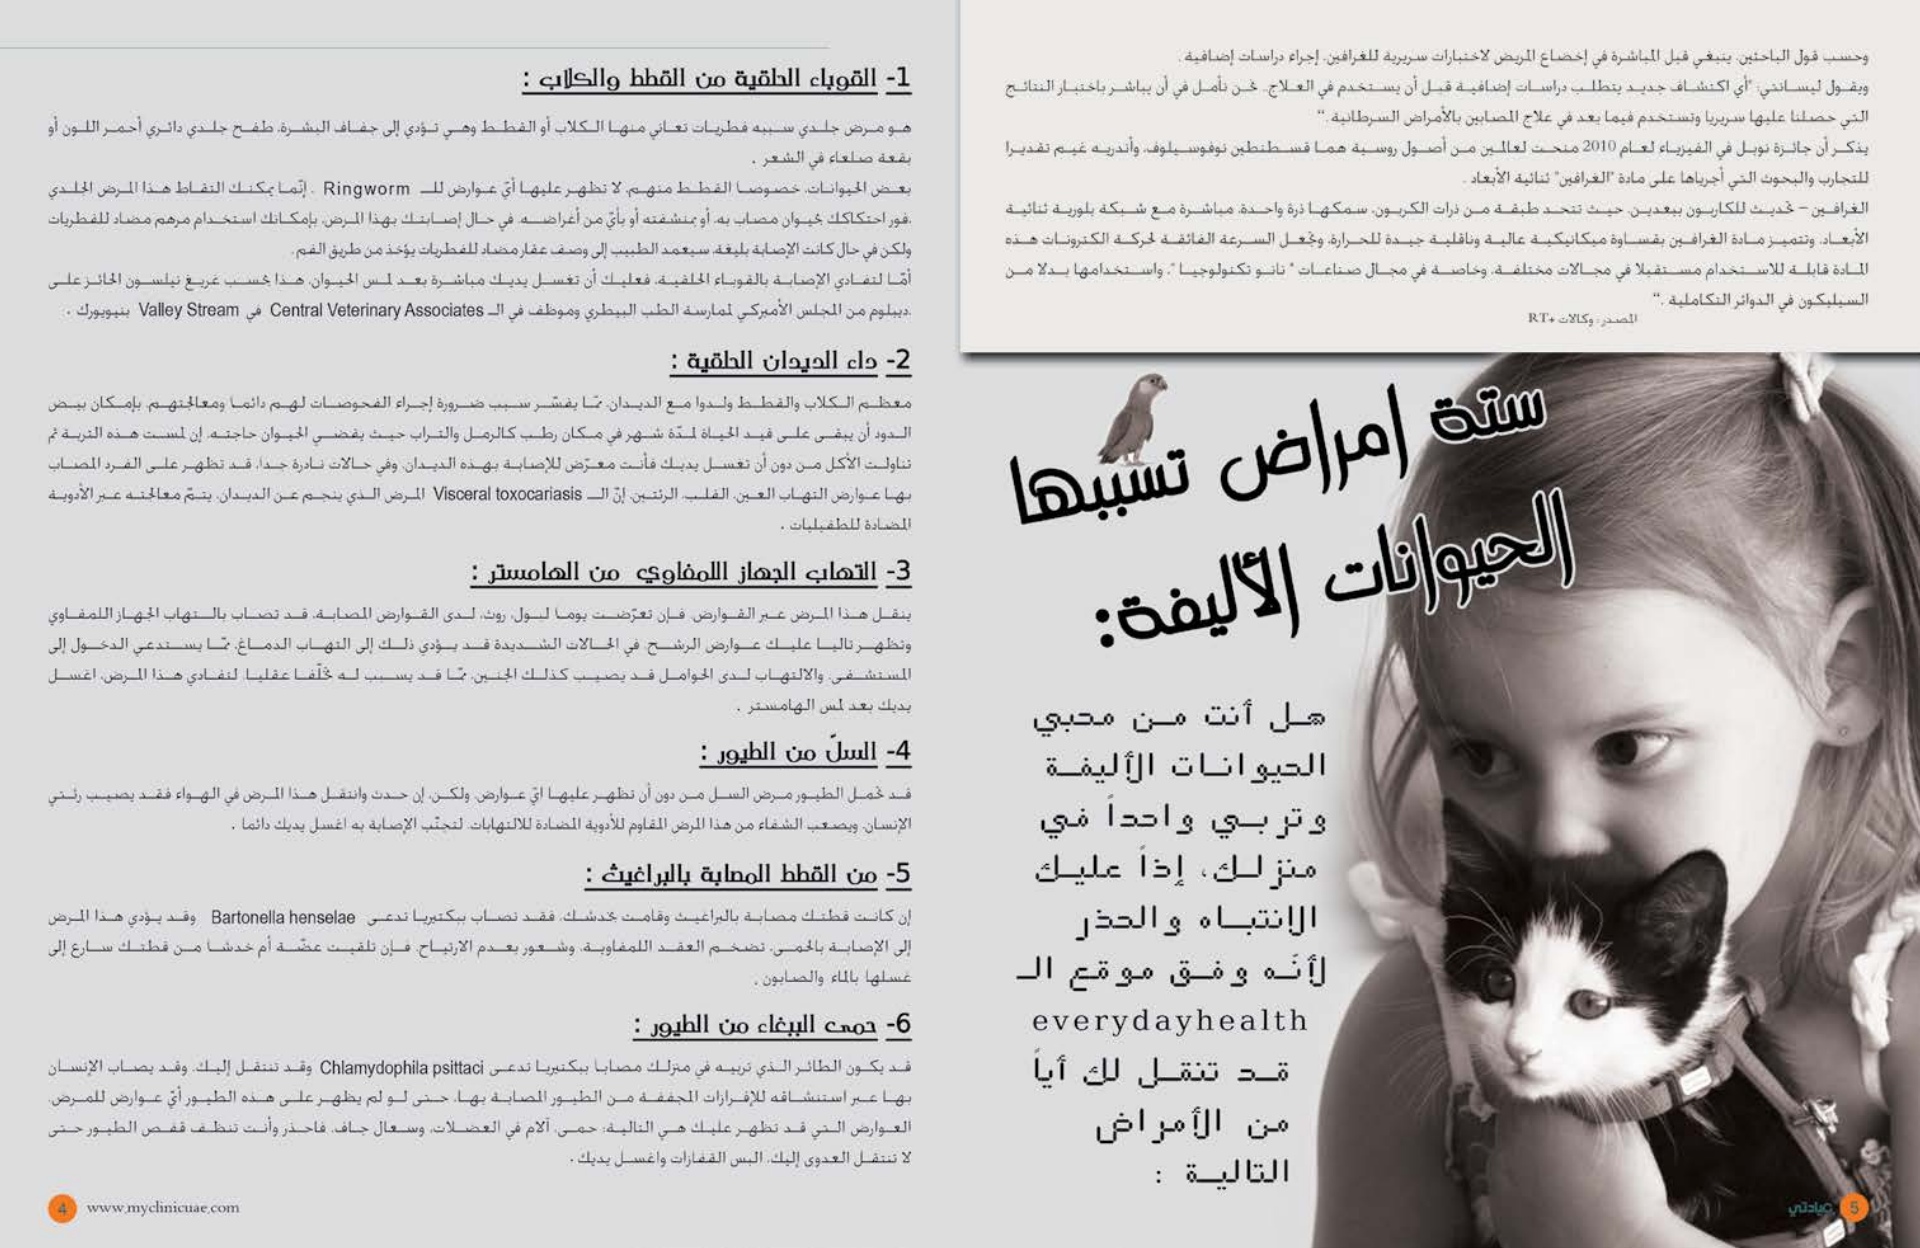 وحسب قول الباحثين، ينبغي قبل المباشرة في إخضاع المريض لاختبارات سريرية للغرافين، إجراء دراسات إضافية .
ويقول ليسانتي: "أي اكتشاف جديد يتطلب دراسات إضافية قبل أن يستخدم في العلاج. نحن نأمل في أن يباشر باختبار النتائج
التي حصلنا عليها سريريا وتستخدم فيما بعد في علاج المصابين بالأمراض السرطانية ."
يذكر أن جائزة نوبل في الفيزياء لعام 2010 منحت لعالمين من أصول روسية هما قسطنطين نوفوسيلوف، وأندريه غيم تقديرا
للتجارب والبحوث التي أجرياها على مادة "الغرافين" ثنائية الأبعاد .
الغرافين – تحديث للكاربون ببعدين، حيث تتحد طبقة من ذرات الكربون، سمكها ذرة واحدة، مباشرة مع شبكة بلورية ثنائية
الأبعاد. وتتميز مادة الغرافين بقساوة ميكانيكية عالية وناقلية جيدة للحرارة، وتجعل السرعة الفائقة لحركة الكترونات هذه
المادة قابلة للاستخدام مستقبلا في مجالات مختلفة، وخاصة في مجال صناعات " نانو تكنولوجيا ". واستخدامها بدلا من
السيليكون في الدوائر التكاملية ."
المصدر: وكالات +RT
ستة امراض تسببها
الحيوانات الأليفة:
هل أنت من محبي
الحيوانات الأليفة
وتربي واحداً في
منزلك، إذاً عليك
الإنتباه والحذر
لأنّه وفق موقع الـ
everydayhealth
قد تنقل لك أياً
من الأمراض
التالية :
عيادتي 5
1- القوباء الحلقية من القطط والكلاب :
هو مرض جلدي سببه فطريات تعاني منها الكلاب أو القطط وهي تؤدي إلى جفاف البشرة، طفح جلدي دائري أحمر اللون أو
بقعة صلعاء في الشعر .
بعض الحيوانات، خصوصا القطط منهم، لا تظهر عليها أيّ عوارض للـ Ringworm . إنّما يمكنك التقاط هذا المرض الجلدي
.فور احتكاكك بحيوان مصاب به، أو بمنشفته أو بأيّ من أغراضه. في حال إصابتك بهذا المرض، بإمكانك استخدام مرهم مضاد للفطريات
ولكن في حال كانت الإصابة بليغة، سيعمد الطبيب إلى وصف عقار مضاد للفطريات يؤخذ من طريق الفم.
أمّا لتفادي الإصابة بالقوباء الحلقية، فعليك أن تغسل يديك مباشرة بعد لمس الحيوان، هذا بحسب غريغ نيلسون الحائز على
.ديبلوم من المجلس الأميركي لممارسة الطب البيطري وموظف في الـ Central Veterinary Associates في Valley Stream بنيويورك .
2- داء الديدان الحلقية :
معظم الكلاب والقطط ولدوا مع الديدان، ممّا يفسّر سبب ضرورة إجراء الفحوصات لهم دائما ومعالجتهم. بإمكان بيض
الدود أن يبقى على قيد الحياة لمدّة شهر في مكان رطب كالرمل والتراب حيث يقضي الحيوان حاجته. إن لمست هذه التربة ثم
تناولت الأكل من دون أن تغسل يديك فأنت معرّض للإصابة بهذه الديدان. وفي حالات نادرة جدا، قد تظهر على الفرد المصاب
بها عوارض التهاب العين، القلب، الرئتين. إنّ الـ Visceral toxocariasis المرض الذي ينجم عن الديدان، يتمّ معالجته عبر الأدوية
المضادة للطفيليات .
3- التهاب الجهاز اللمفاوي من الهامستر :
ينقل هذا المرض عبر القوارض. فإن تعرّضت يوما لبول، روث، لدى القوارض المصابة، قد تصاب بالتهاب الجهاز اللمفاوي
وتظهر تاليا عليك عوارض الرشح. في الحالات الشديدة قد يؤدي ذلك إلى التهاب الدماغ، ممّا يستدعي الدخول إلى
المستشفى. والالتهاب لدى الحوامل قد يصيب كذلك الجنين، ممّا قد يسبب له تخلّفا عقليا. لتفادي هذا المرض، اغسل
يديك بعد لمس الهامستر .
4- السلّ من الطيور :
قد تحمل الطيور مرض السل من دون أن تظهر عليها ايّ عوارض. ولكن، إن حدث وانتقل هذا المرض في الهواء فقد يصيب رئتي
الإنسان. ويصعب الشفاء من هذا المرض المقاوم للأدوية المضادة للالتهابات. لتجنّب الإصابة به اغسل يديك دائما .
5- من القطط المصابة بالبراغيث :
إن كانت قطتك مصابة بالبراغيث وقامت بخدشك، فقد تصاب ببكتيريا تدعى Bartonella henselae وقد يؤدي هذا المرض
إلى الإصابة بالحمى، تضخم العقد اللمفاوية، وشعور بعدم الارتياح. فإن تلقيت عضّة أم خدشا من قطتك سارع إلى
غسلها بالماء والصابون .
6- حمى الببغاء من الطيور :
قد يكون الطائر الذي تربيه في منزلك مصابا ببكتيريا تدعى Chlamydophila psittaci وقد تنتقل إليك. وقد يصاب الإنسان
بها عبر استنشاقه للإفرازات المجففة من الطيور المصابة بها، حتى لو لم يظهر على هذه الطيور أيّ عوارض للمرض.
العوارض التي قد تظهر عليك هي التالية: حمى، آلام في العضلات، وسعال جاف. فاحذر وأنت تنظف قفص الطيور حتى
لا تنتقل العدوى إليك، البس القفازات واغسل يديك .
4 www.myclinicuae.com